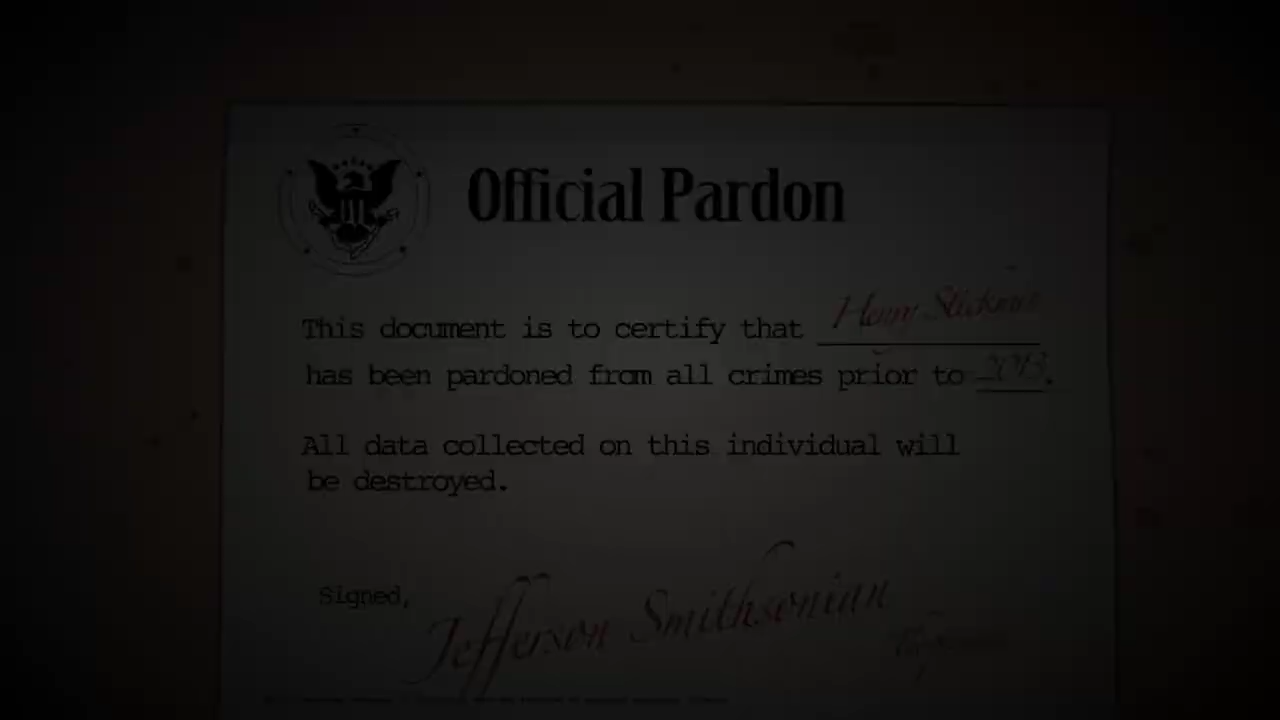 Official Pardon
This document is to certify that Henry Stickmin
has been pardoned from all crimes prior to
All data collected on this individual will
be destroyed.
Signed,
Jefferson Smithsonian